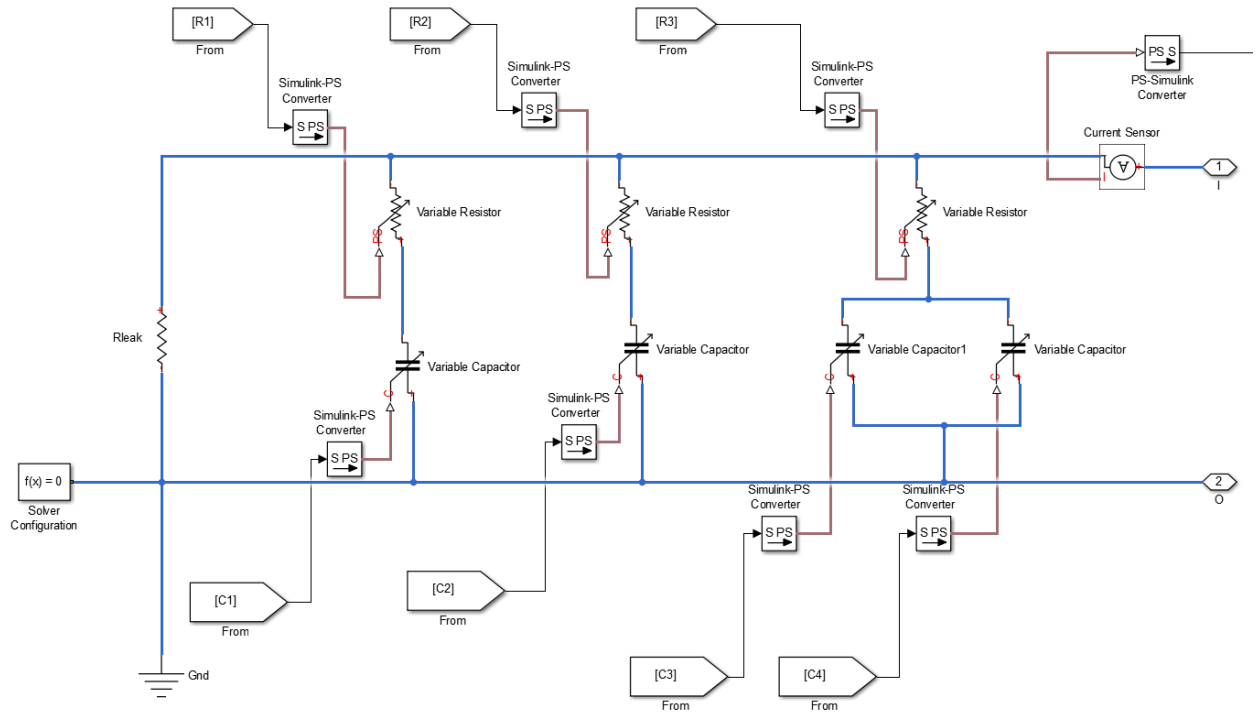 [R1]
From
[R2]
From
[R3]
From
Simulink-PS
Converter
S PS
Simulink-PS
Converter
S PS
Simulink-PS
Converter
S PS
PS S
PS-Simulink
Converter
Current Sensor
I
A
+
1
I
PS
+
Variable Resistor
PS
+
Variable Resistor
PS
+
Variable Resistor
+
Rleak
-
-
C
+
Variable Capacitor
-
C
+
Variable Capacitor
-
C
+
Variable Capacitor1
-
C
+
Variable Capacitor
Simulink-PS
Converter
S PS
Simulink-PS
Converter
S PS
f(x) = 0
Solver
Configuration
2
O
Simulink-PS
Converter
S PS
Simulink-PS
Converter
S PS
[C1]
From
[C2]
From
[C3]
From
[C4]
From
Gnd